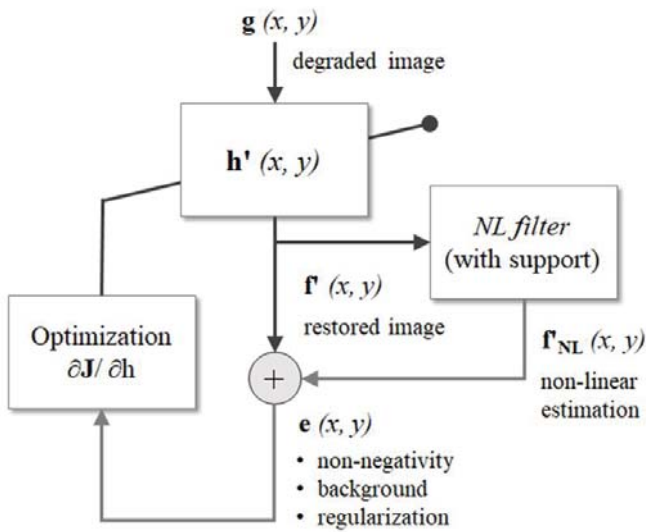 g (x, y)
degraded image
h' (x, y)
NL filter
(with support)
f' (x, y)
restored image
Optimization
∂J/ ∂h
f'NL (x, y)
non-linear
estimation
+
e (x, y)
• non-negativity
• background
• regularization